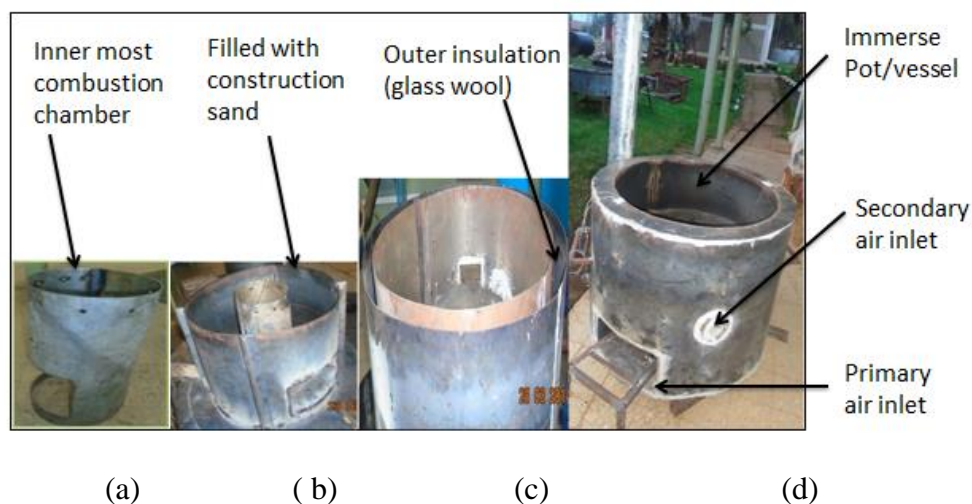 Inner most
combustion
chamber
Filled with
construction
sand
Outer insulation
(glass wool)
Immerse
Pot/vessel
Secondary
air inlet
Primary
air inlet
(a) ( b) (c) (d)